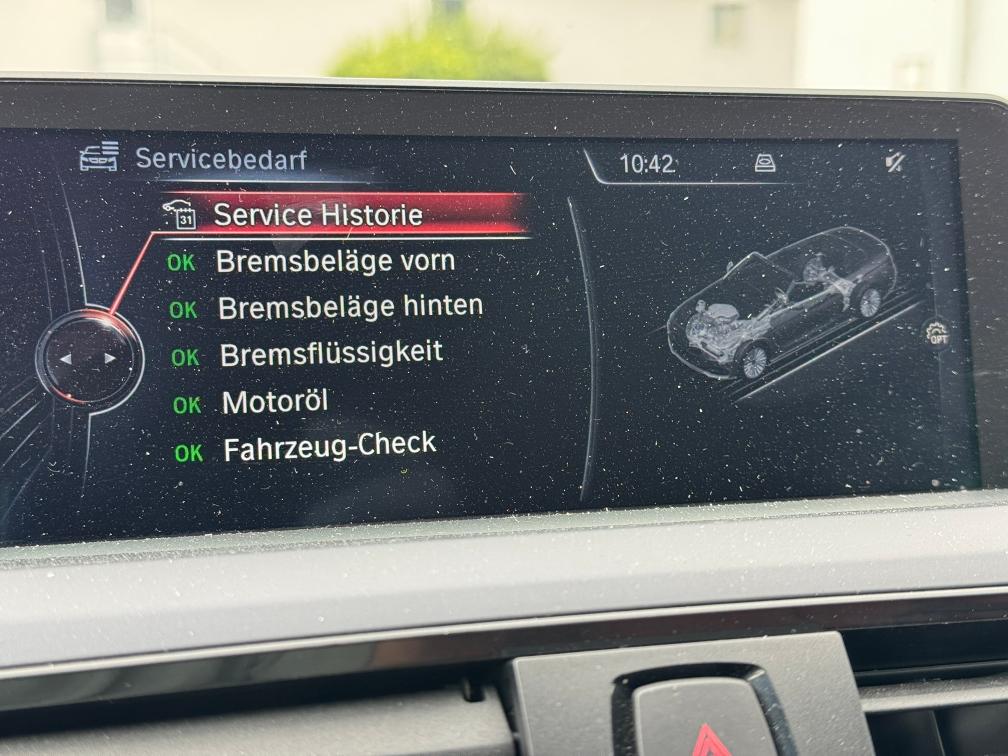 Servicebedarf
10:42
31
Service Historie
OK Bremsbeläge vorn
OK Bremsbeläge hinten
OK Bremsflüssigkeit
OK Motoröl
OK Fahrzeug-Check
OPT